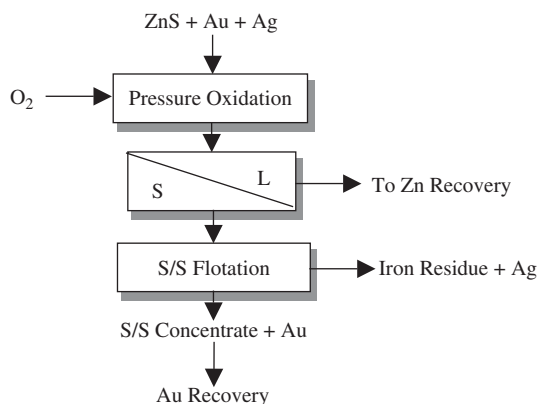 ZnS + Au + Ag
O₂
Pressure Oxidation
S
L
To Zn Recovery
S/S Flotation
Iron Residue + Ag
S/S Concentrate + Au
Au Recovery